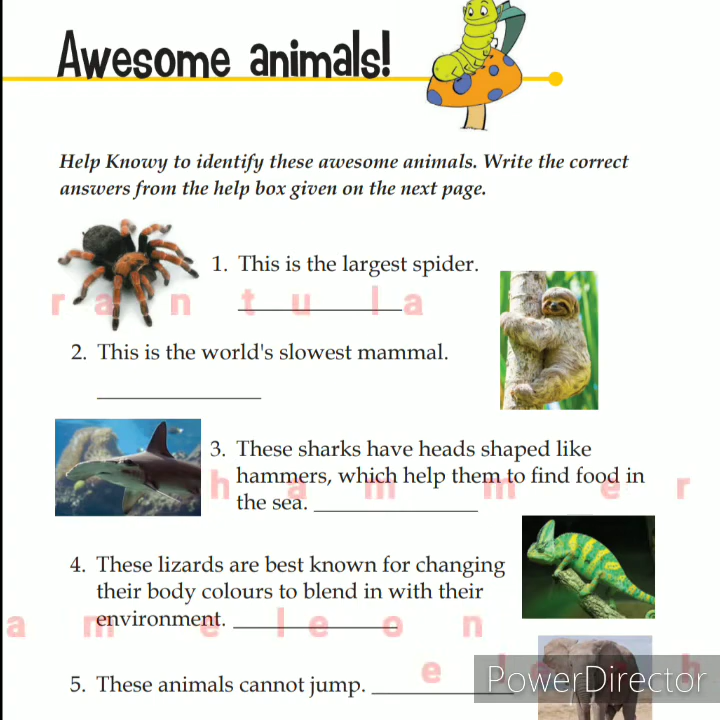 Awesome animals!
Help Knowy to identify these awesome animals. Write the correct
answers from the help box given on the next page.
1. This is the largest spider.
r a n t u l a
2. This is the world's slowest mammal.
3. These sharks have heads shaped like
hammers, which help them to find food in
h a m m e r
the sea.
4. These lizards are best known for changing
their body colours to blend in with their
environment.
a m e l e o n
e l h
5. These animals cannot jump.
PowerDirector